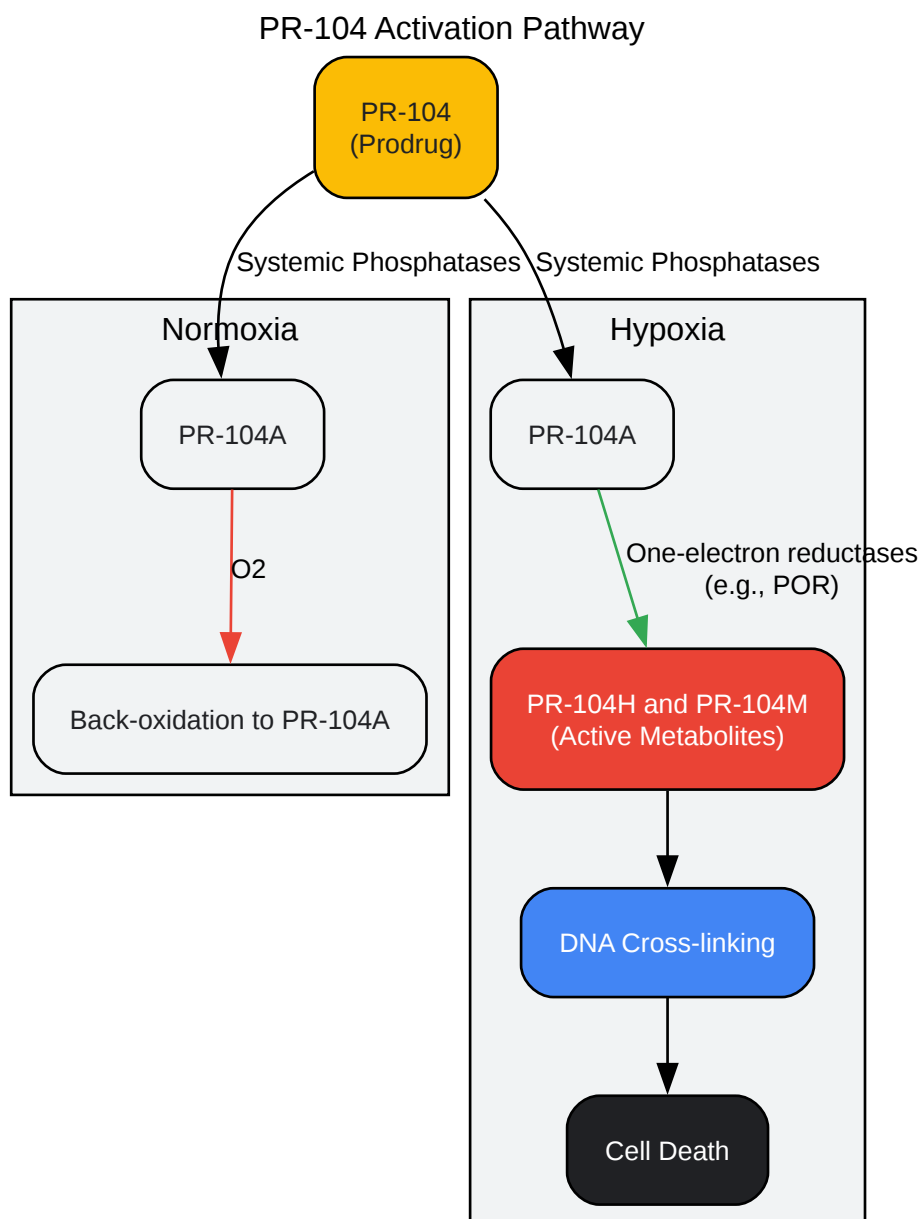 PR-104 Activation Pathway
PR-104
(Prodrug)
Systemic Phosphatases
Systemic Phosphatases
Normoxia
PR-104A
O2
Back-oxidation to PR-104A
Hypoxia
PR-104A
One-electron reductases
(e.g., POR)
PR-104H and PR-104M
(Active Metabolites)
DNA Cross-linking
Cell Death